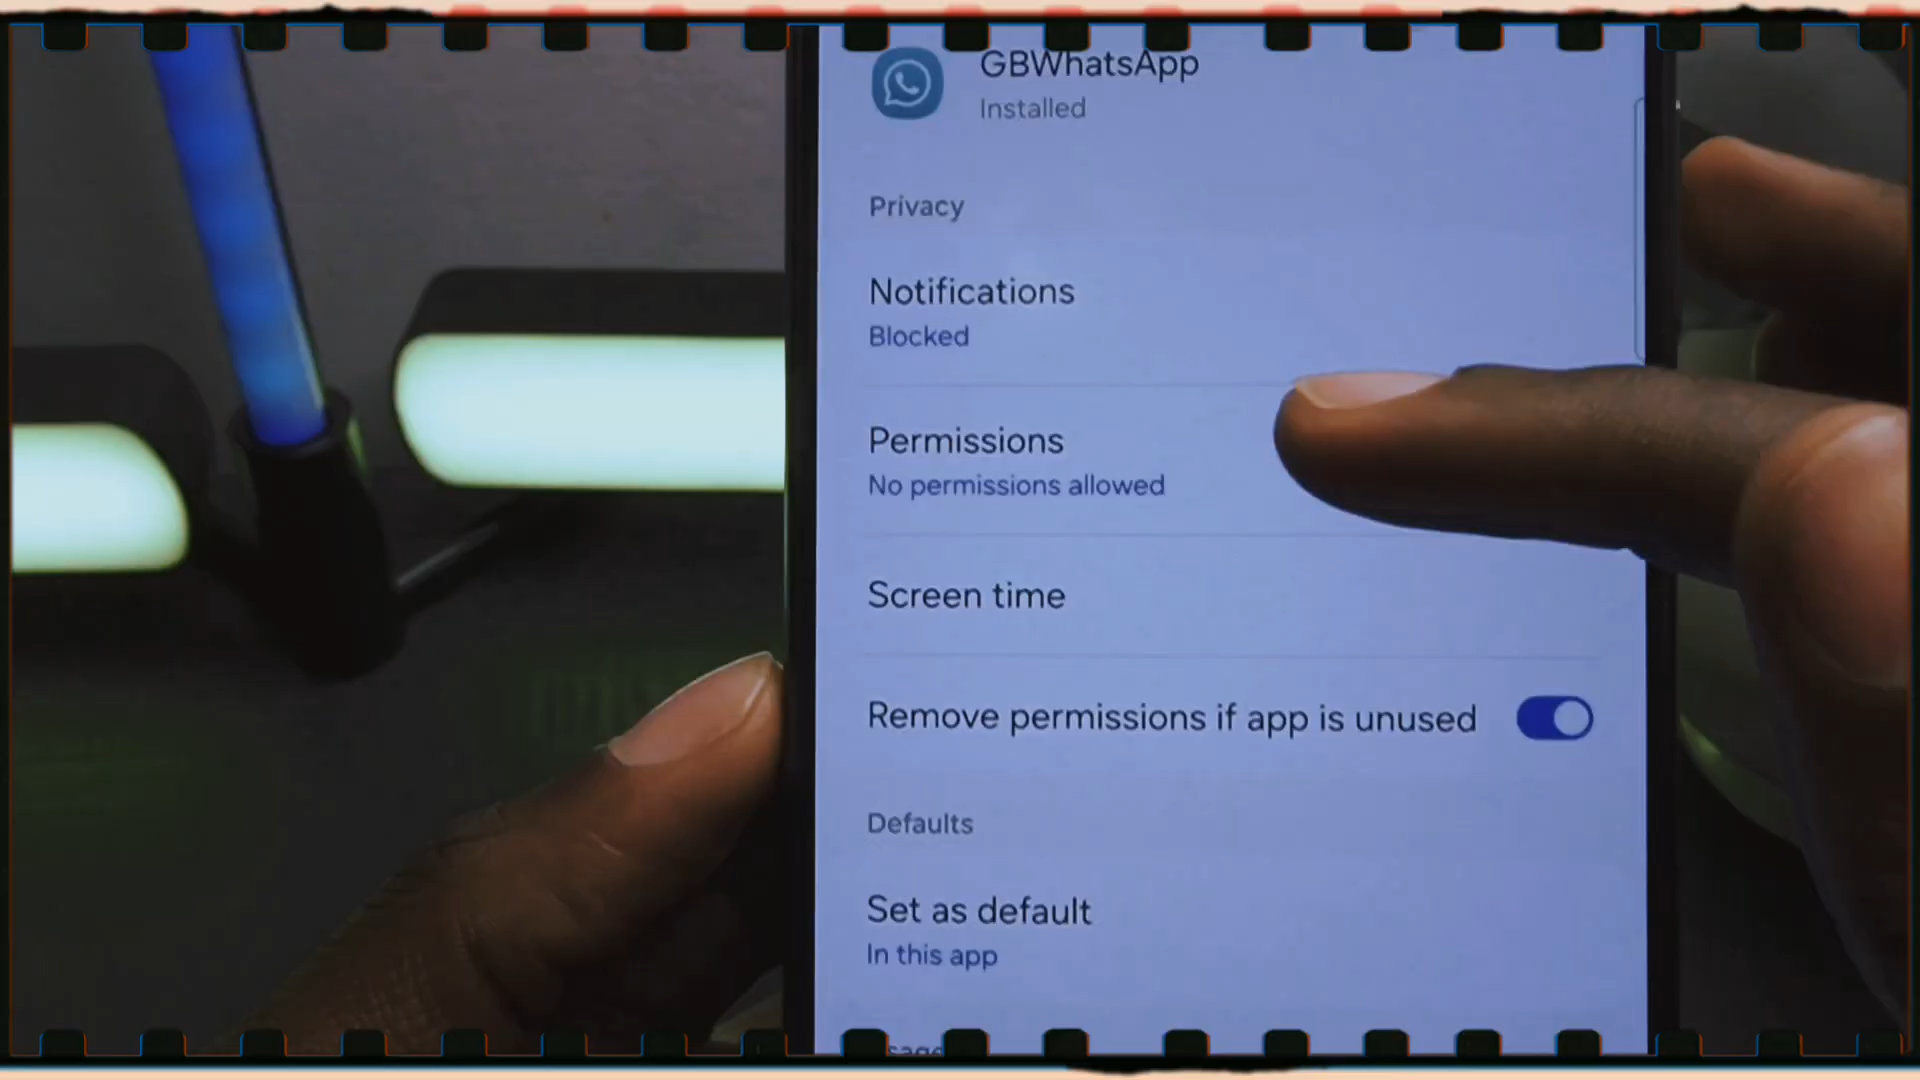 GBWhatsApp
Installed
Privacy
Notifications
Blocked
Permissions
No permissions allowed
Screen time
Remove permissions if app is unused
Defaults
Set as default
In this app